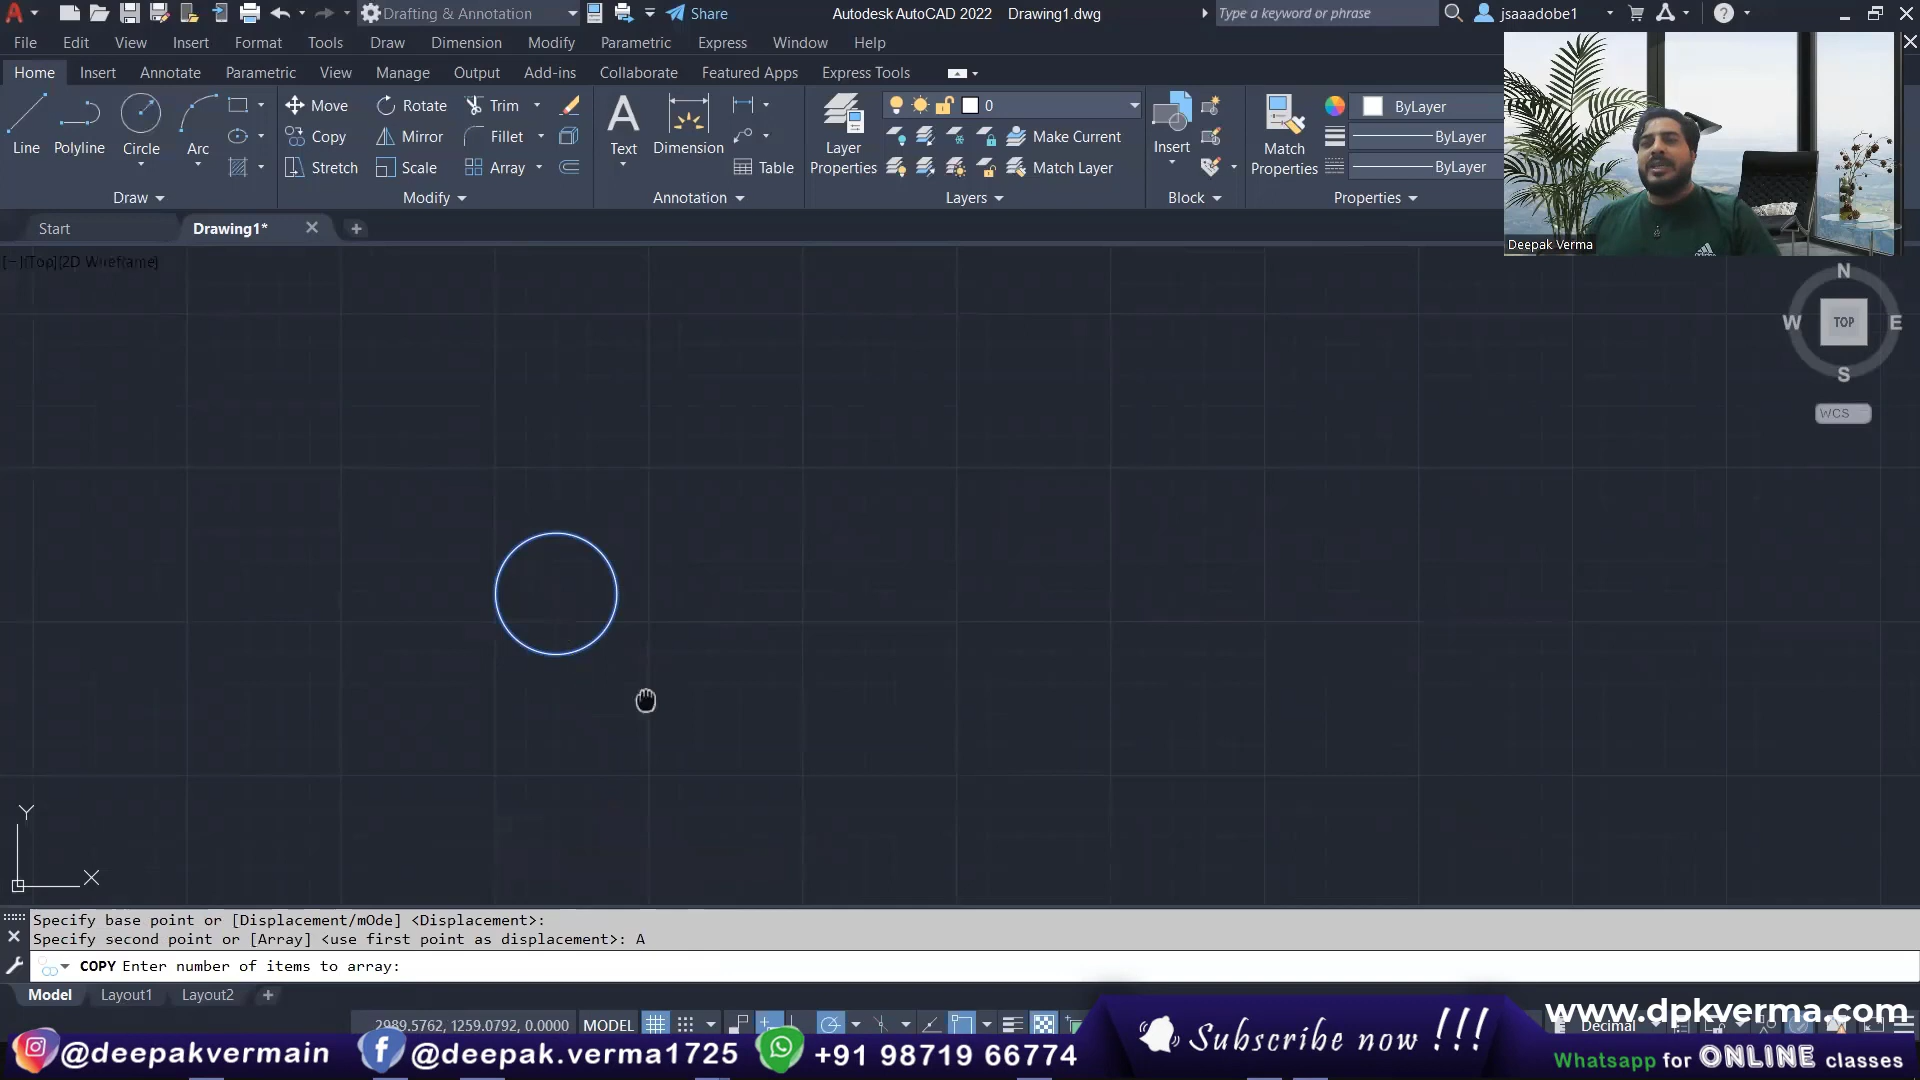 Drafting & Annotation
Share
Autodesk AutoCAD 2022 Drawing1.dwg
Type a keyword or phrase
jsaaadobe1
File Edit View Insert Format Tools Draw Dimension Modify Parametric Express Window Help
Home Insert Annotate Parametric View Manage Output Add-ins Collaborate Featured Apps Express Tools
Line Polyline Circle Arc
Move Rotate Trim
Copy Mirror Fillet
Stretch Scale Array
Text Dimension Table
Layer Properties
0
Make Current
Match Layer
Insert
Match Properties
ByLayer
ByLayer
ByLayer
Draw Modify Annotation Layers Block Properties
Deepak Verma
Start Drawing1*
[−][Top][2D Wireframe]
N
W TOP E
S
WCS
Y
X
Specify base point or [Displacement/mOde] <Displacement>:
Specify second point or [Array] <use first point as displacement>: A
COPY Enter number of items to array:
Model Layout1 Layout2
2989.5762, 1259.0792, 0.0000 MODEL
Decimal
www.dpkverma.com
@deepakvermain
@deepak.verma1725
+91 98719 66774
Subscribe now !!!
Whatsapp for ONLINE classes